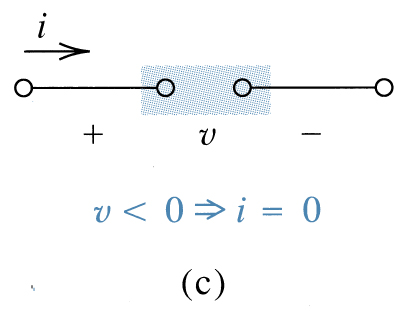 i
+ v −
v < 0 ⇒ i = 0
(c)